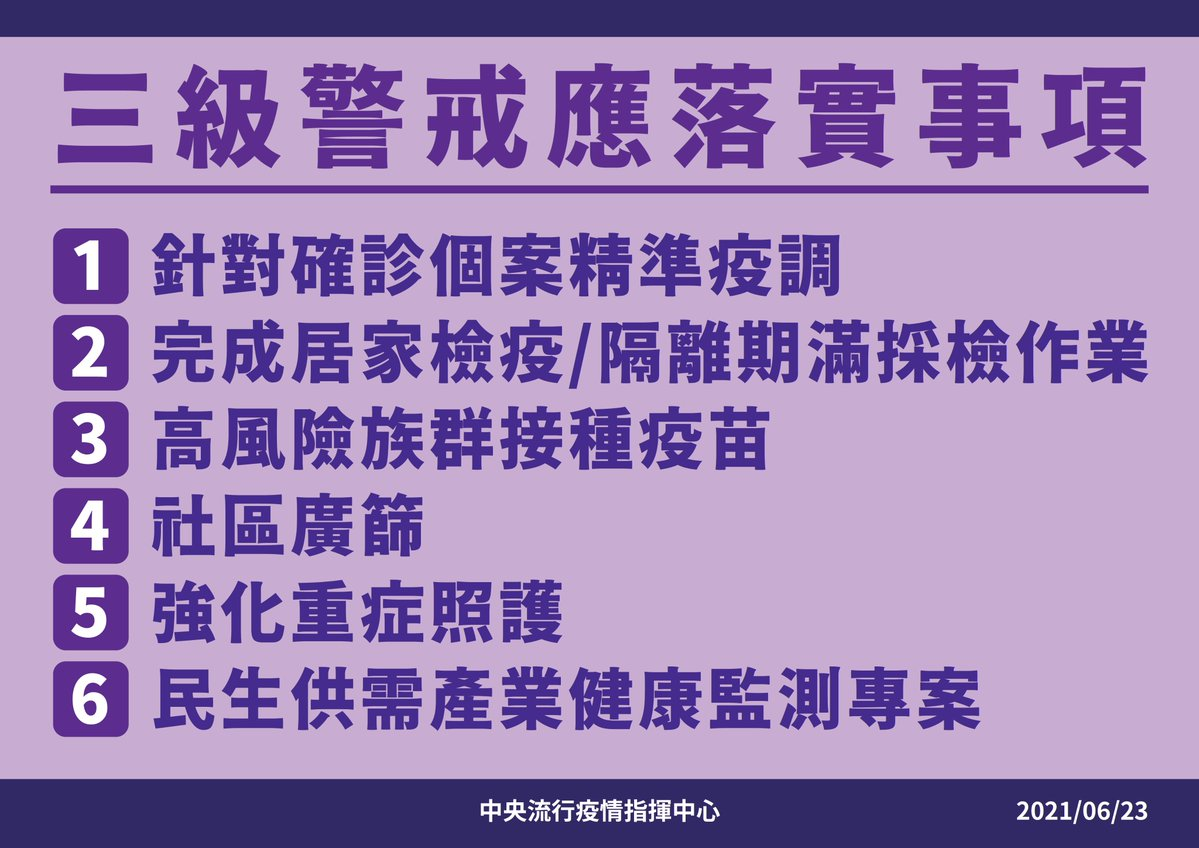 三級警戒應落實事項
1 針對確診個案精準疫調
2 完成居家檢疫/隔離期滿採檢作業
3 高風險族群接種疫苗
4 社區廣篩
5 強化重症照護
6 民生供需產業健康監測專案
中央流行疫情指揮中心
2021/06/23